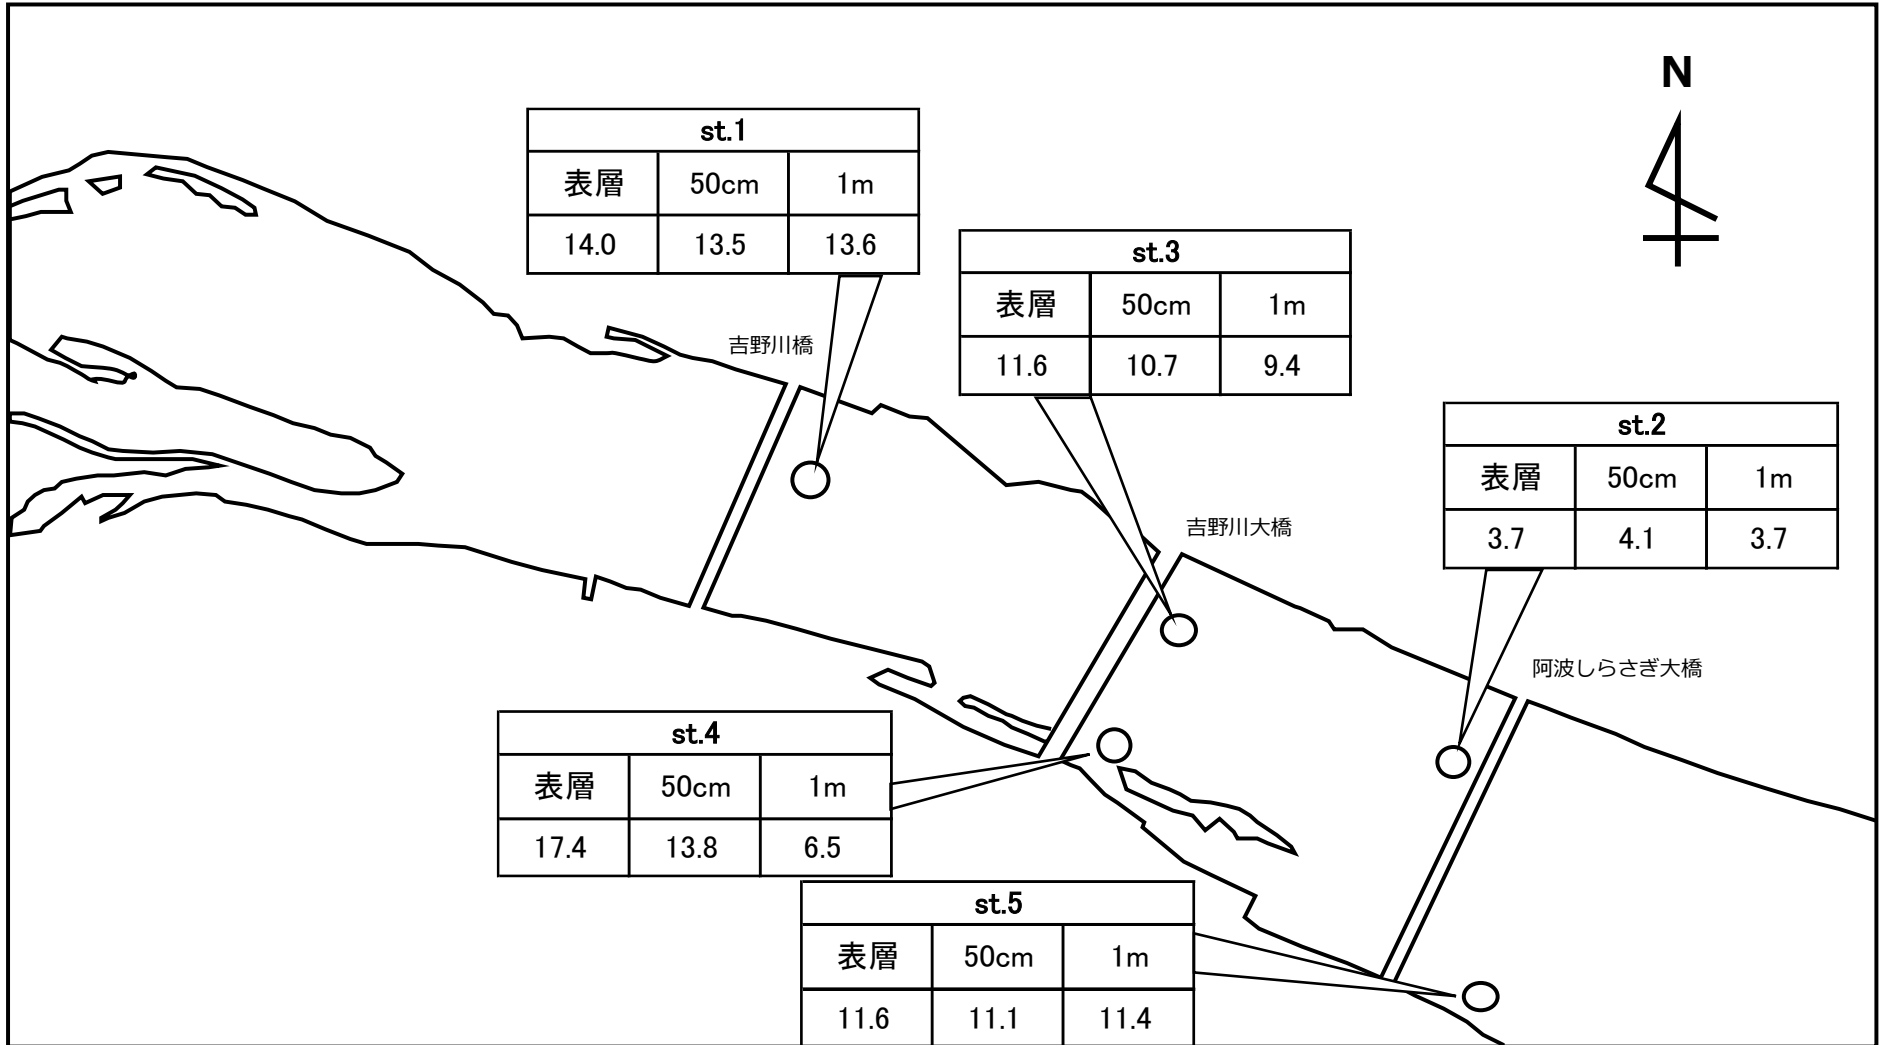 N
st.1
表層 50cm 1m
14.0 13.5 13.6
吉野川橋
st.3
表層 50cm 1m
11.6 10.7 9.4
st.2
表層 50cm 1m
3.7 4.1 3.7
吉野川大橋
阿波しらさぎ大橋
st.4
表層 50cm 1m
17.4 13.8 6.5
st.5
表層 50cm 1m
11.6 11.1 11.4